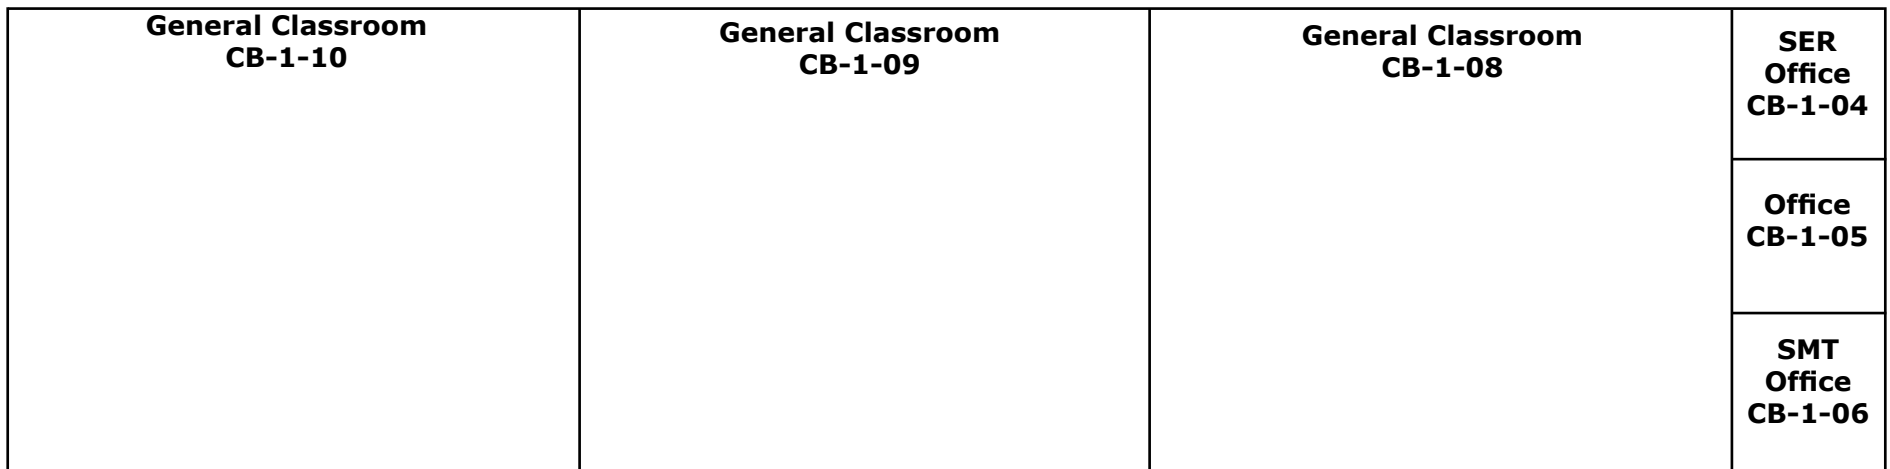 General Classroom
CB-1-10
General Classroom
CB-1-09
General Classroom
CB-1-08
SER
Office
CB-1-04
Office
CB-1-05
SMT
Office
CB-1-06